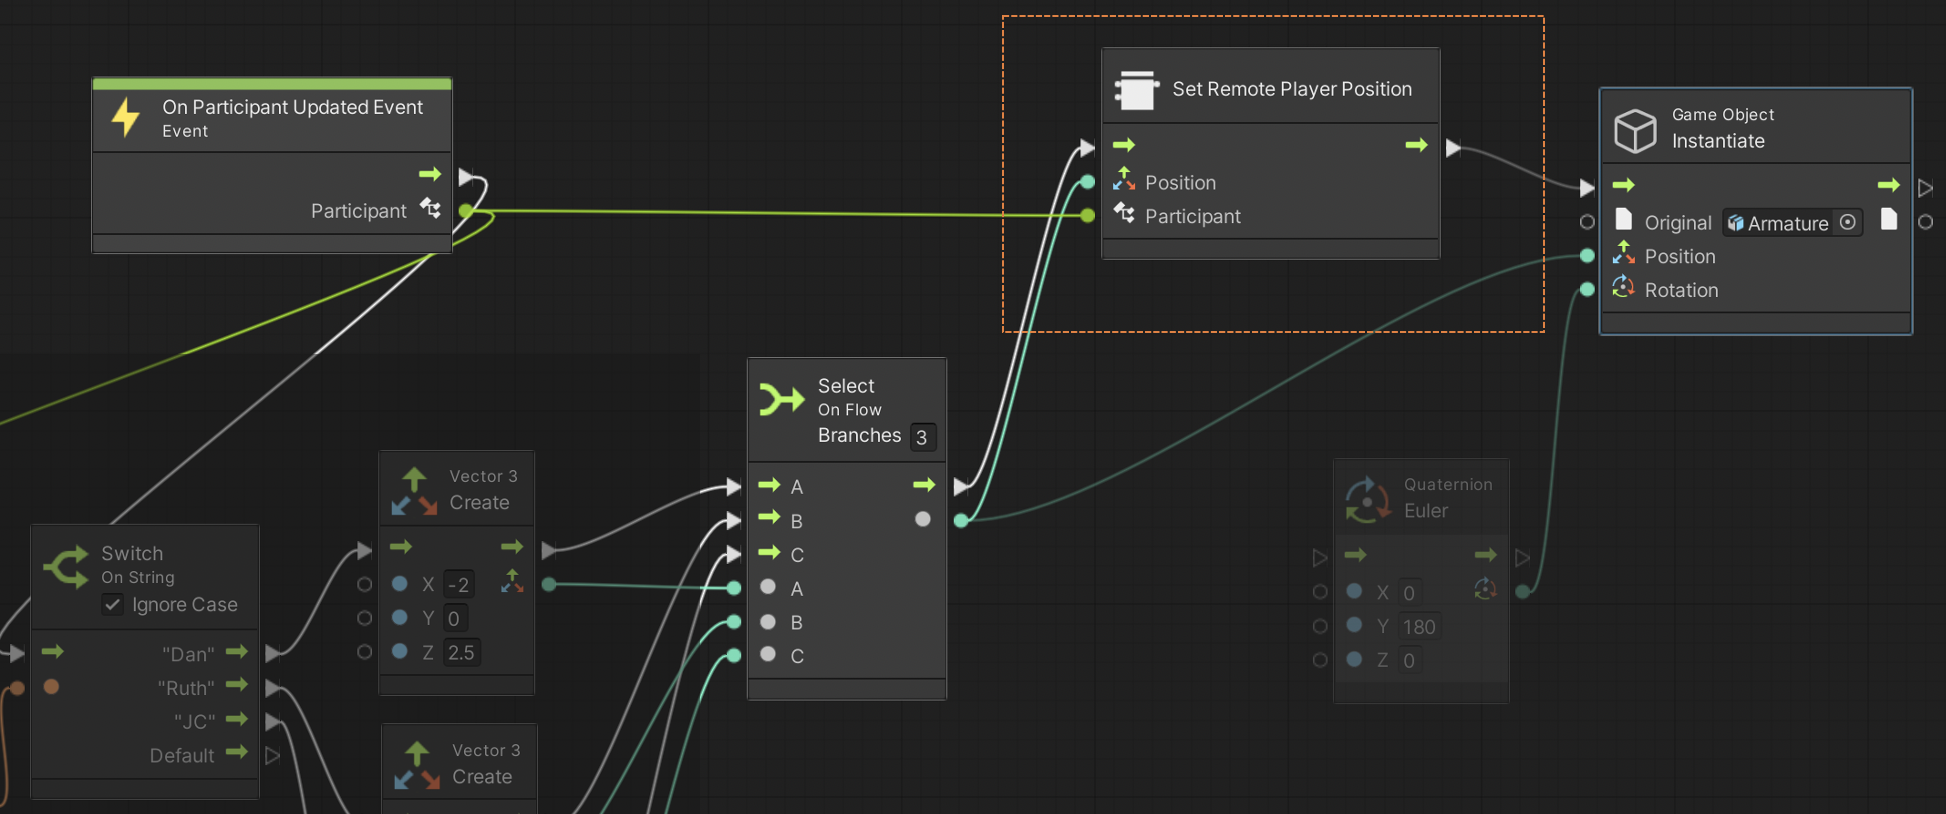 On Participant Updated Event
Event
Participant
Set Remote Player Position
Position
Participant
Game Object
Instantiate
Original Armature
Position
Rotation
Select
On Flow
Branches 3
A
B
C
A
B
C
Vector 3
Create
X -2
Y 0
Z 2.5
Switch
On String
Ignore Case
"Dan"
"Ruth"
"JC"
Default
Vector 3
Create
Quaternion
Euler
X 0
Y 180
Z 0